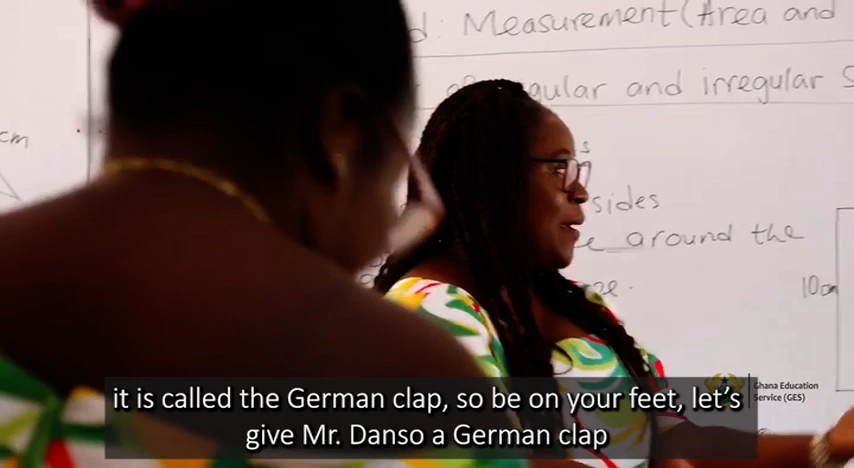 d: Measurement (Area and
gular and irregular S
cm
s
sides
around the
10cm
Ghana Education
Service (GES)
it is called the German clap, so be on your feet, let's
give Mr. Danso a German clap